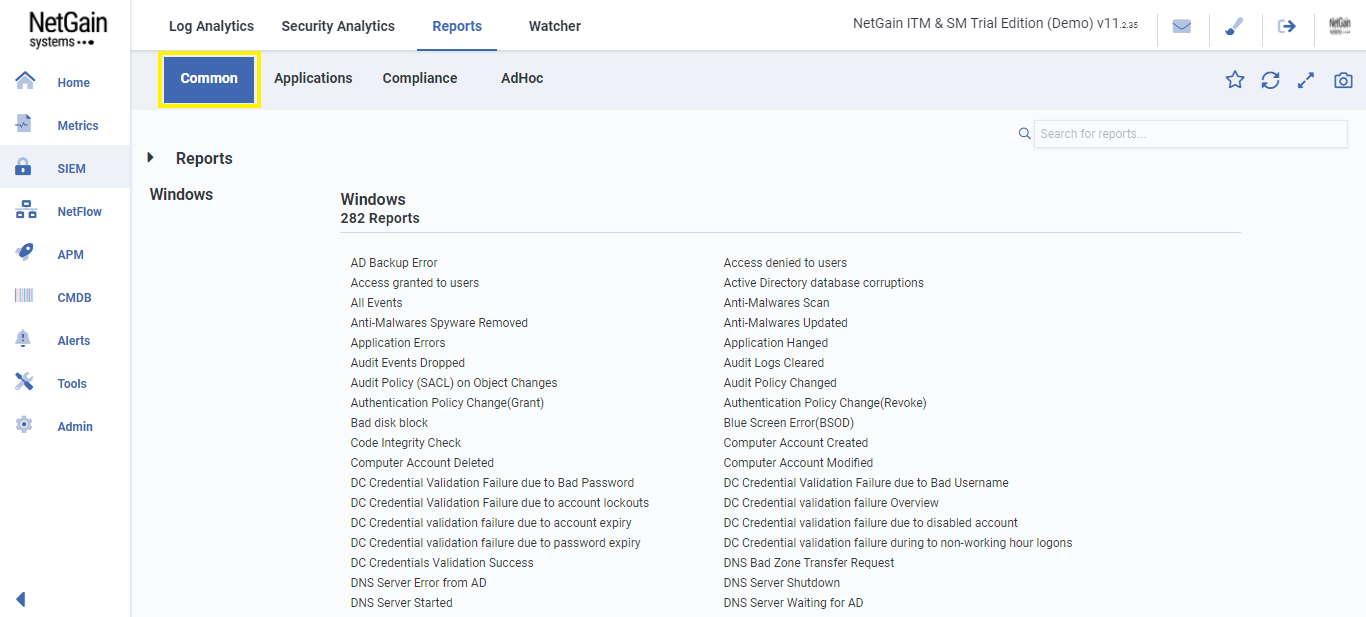 NetGain
systems
Log Analytics
Security Analytics
Reports
Watcher
NetGain ITM & SM Trial Edition (Demo) v11.2.35
NetGain
systems
Home
Metrics
SIEM
NetFlow
APM
CMDB
Alerts
Tools
Admin
Common
Applications
Compliance
AdHoc
Search for reports...
Reports
Windows
Windows
282 Reports
AD Backup Error
Access denied to users
Access granted to users
Active Directory database corruptions
All Events
Anti-Malwares Scan
Anti-Malwares Spyware Removed
Anti-Malwares Updated
Application Errors
Application Hanged
Audit Events Dropped
Audit Logs Cleared
Audit Policy (SACL) on Object Changes
Audit Policy Changed
Authentication Policy Change(Grant)
Authentication Policy Change(Revoke)
Bad disk block
Blue Screen Error(BSOD)
Code Integrity Check
Computer Account Created
Computer Account Deleted
Computer Account Modified
DC Credential Validation Failure due to Bad Password
DC Credential Validation Failure due to Bad Username
DC Credential Validation Failure due to account lockouts
DC Credential validation failure Overview
DC Credential validation failure due to account expiry
DC Credential validation failure due to disabled account
DC Credential validation failure due to password expiry
DC Credential validation failure during to non-working hour logons
DC Credentials Validation Success
DNS Bad Zone Transfer Request
DNS Server Error from AD
DNS Server Shutdown
DNS Server Started
DNS Server Waiting for AD